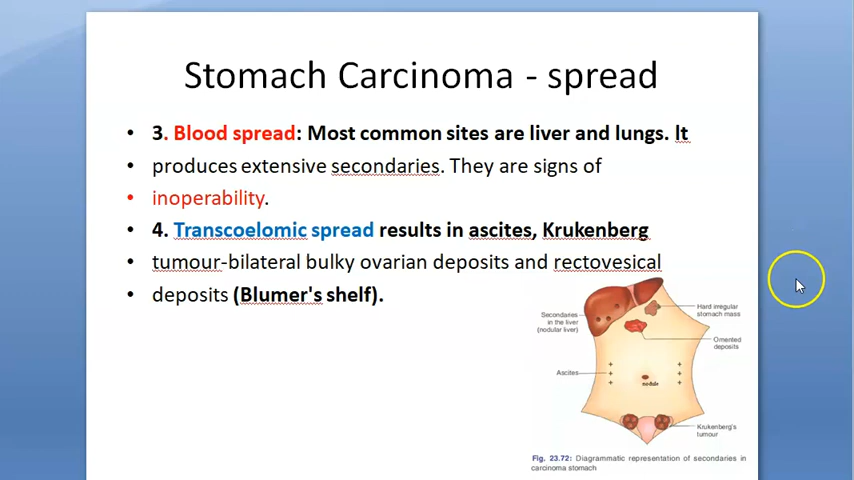 Stomach Carcinoma - spread
• 3. Blood spread: Most common sites are liver and lungs. It
• produces extensive secondaries. They are signs of
• inoperability.
• 4. Transcoelomic spread results in ascites, Krukenberg
• tumour-bilateral bulky ovarian deposits and rectovesical
• deposits (Blumer's shelf).
Secondaries
in the liver
(nodular liver)
Hard irregular
stomach mass
Omental
deposits
Ascites
nodule
Krukenberg's
tumour
Fig. 23.72: Diagrammatic representation of secondaries in
carcinoma stomach